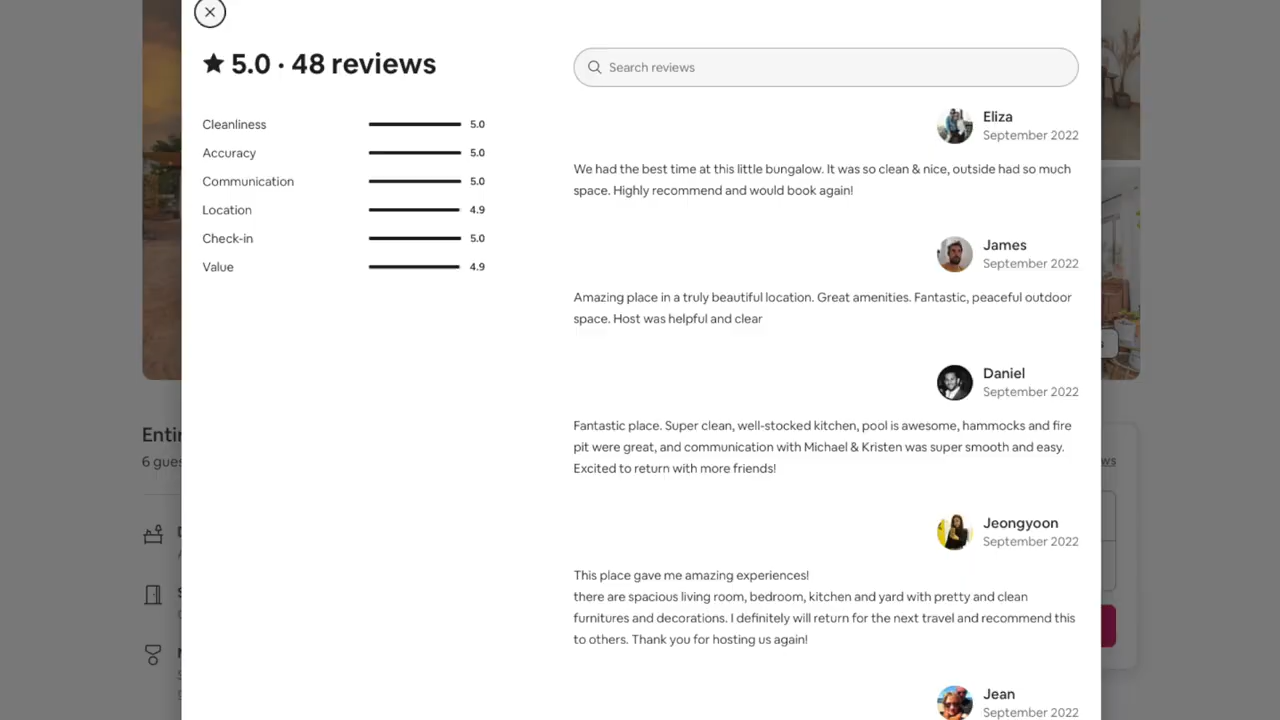 ★ 5.0 · 48 reviews
Search reviews
Cleanliness 5.0
Accuracy 5.0
Communication 5.0
Location 4.9
Check-in 5.0
Value 4.9
Eliza
September 2022
We had the best time at this little bungalow. It was so clean & nice, outside had so much
space. Highly recommend and would book again!
James
September 2022
Amazing place in a truly beautiful location. Great amenities. Fantastic, peaceful outdoor
space. Host was helpful and clear
Daniel
September 2022
Fantastic place. Super clean, well-stocked kitchen, pool is awesome, hammocks and fire
pit were great, and communication with Michael & Kristen was super smooth and easy.
Excited to return with more friends!
Jeongyoon
September 2022
This place gave me amazing experiences!
there are spacious living room, bedroom, kitchen and yard with pretty and clean
furnitures and decorations. I definitely will return for the next travel and recommend this
to others. Thank you for hosting us again!
Jean
September 2022